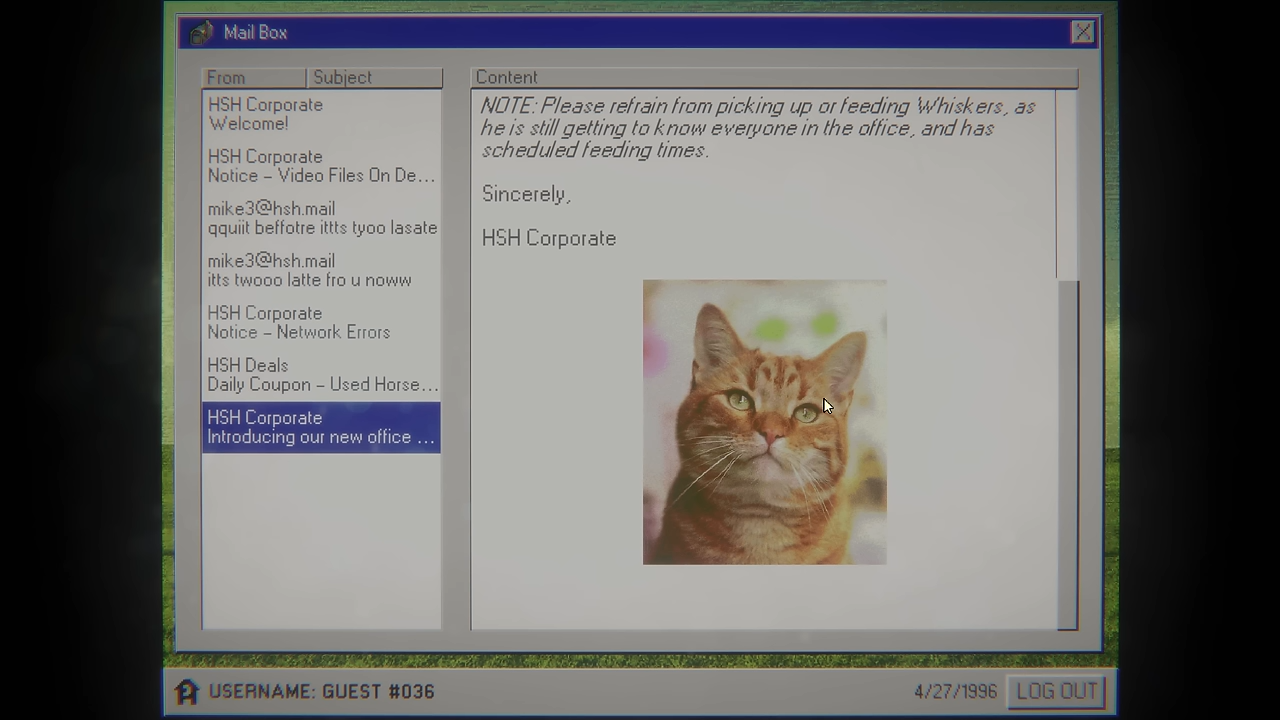 Mail Box
From
Subject
Content
HSH Corporate
Welcome!
HSH Corporate
Notice – Video Files On De...
mike3@hsh.mail
qquiit beffotre ittts tyoo lasate
mike3@hsh.mail
itts twooo latte fro u noww
HSH Corporate
Notice – Network Errors
HSH Deals
Daily Coupon – Used Horse...
HSH Corporate
Introducing our new office ...
NOTE: Please refrain from picking up or feeding Whiskers, as
he is still getting to know everyone in the office, and has
scheduled feeding times.
Sincerely,
HSH Corporate
USERNAME: GUEST #036
4/27/1996
LOG OUT